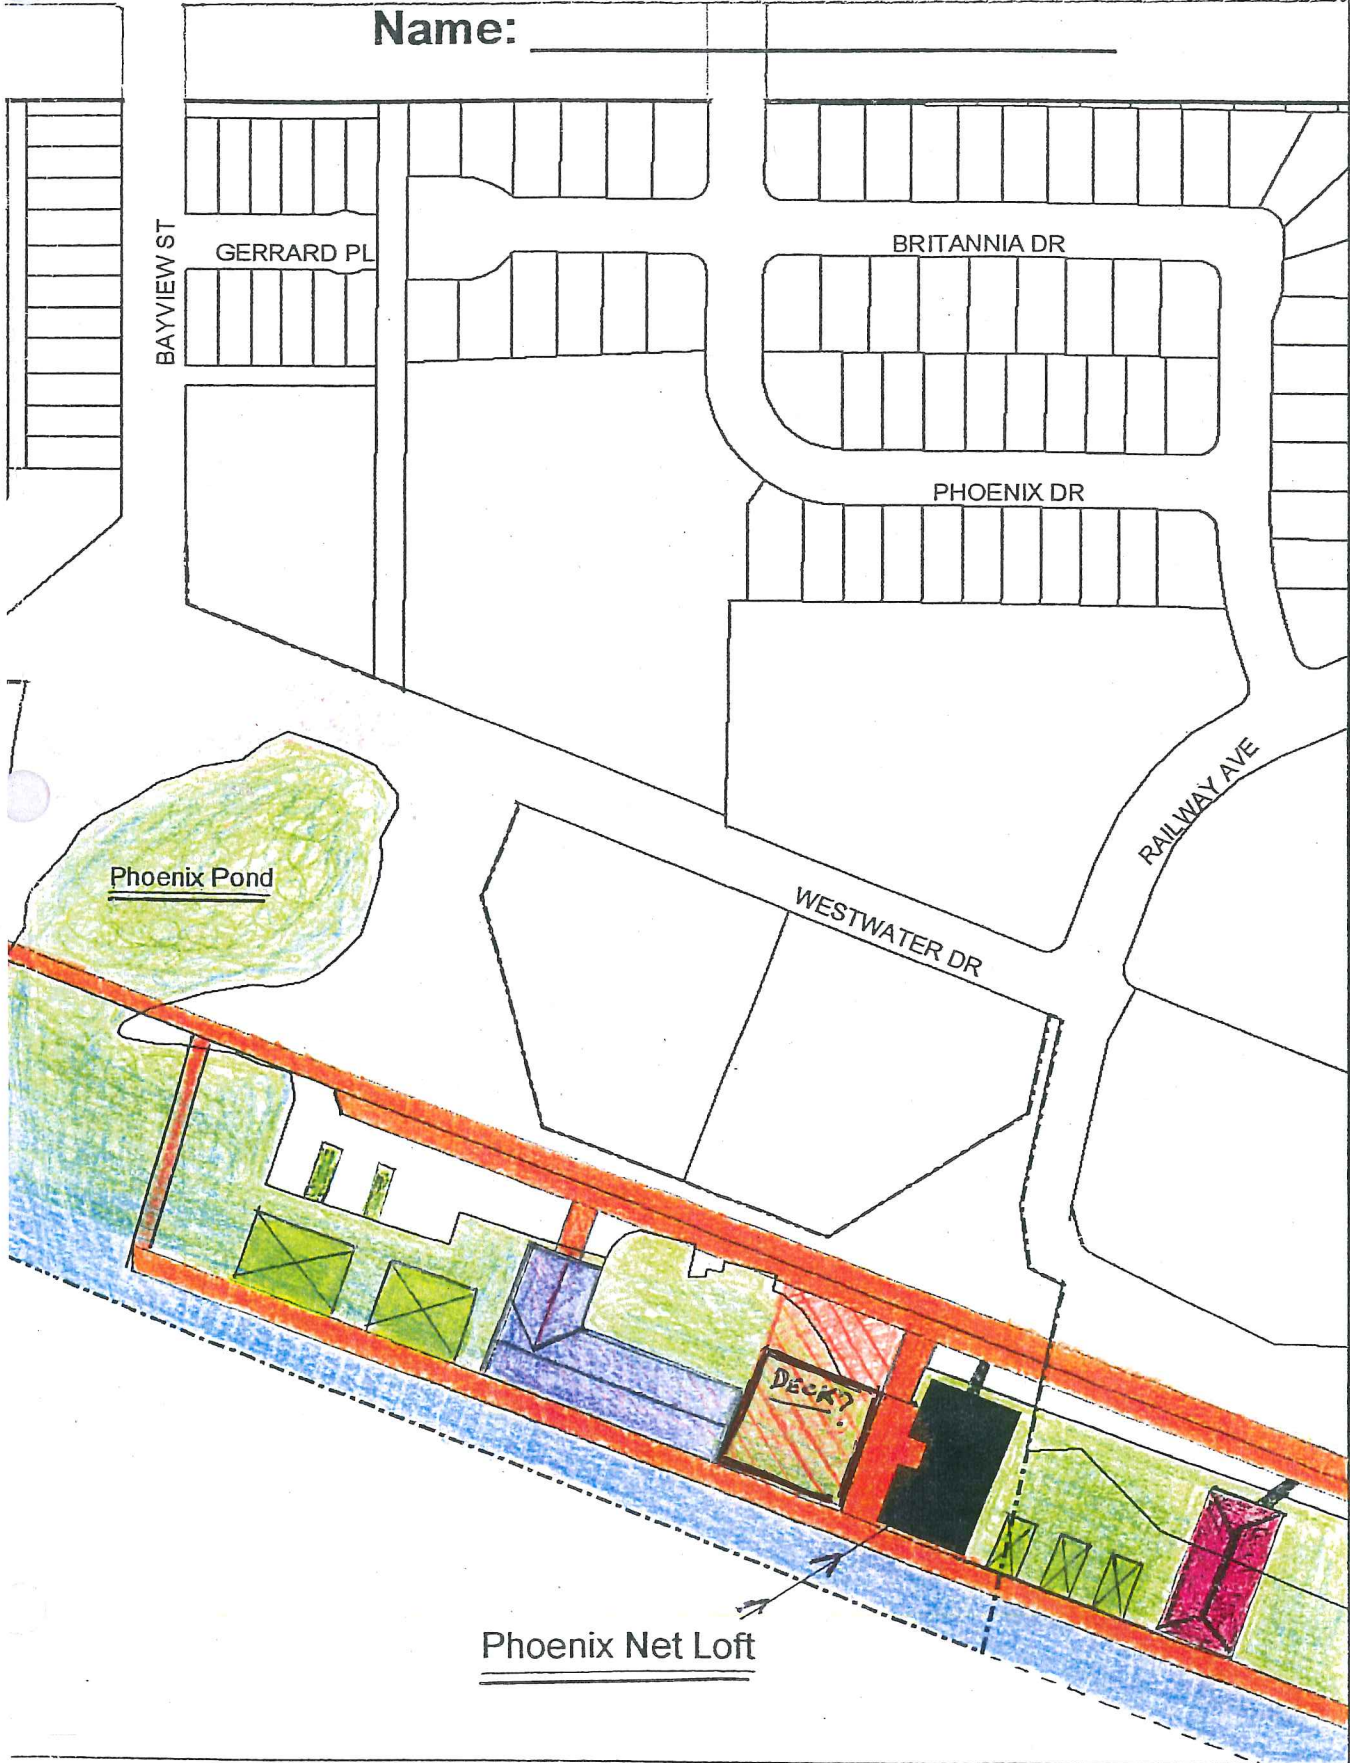 Name:
BAYVIEW ST
GERRARD PL
BRITANNIA DR
PHOENIX DR
RAILWAY AVE
Phoenix Pond
WESTWATER DR
DECK?
Phoenix Net Loft